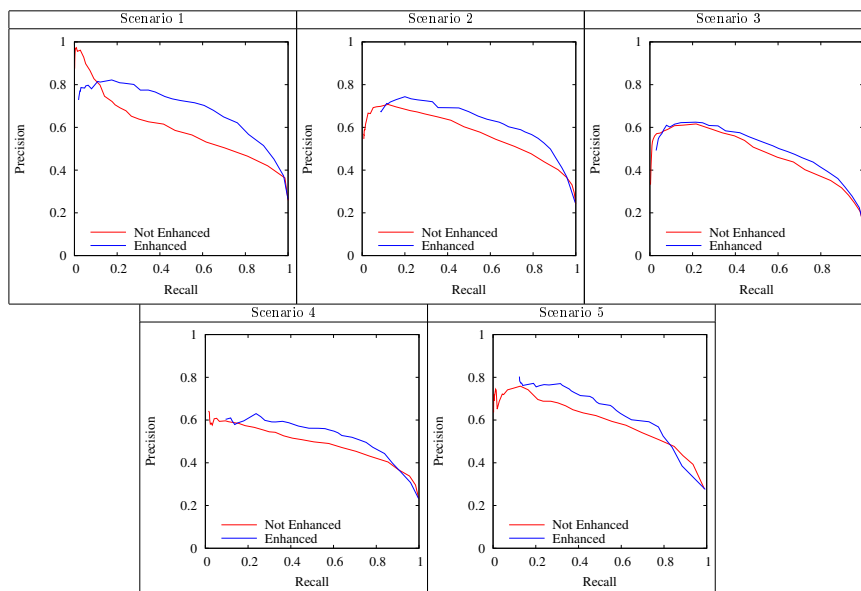 Scenario 1
Scenario 2
Scenario 3
1
0.8
0.6
0.4
0.2
0
0 0.2 0.4 0.6 0.8 1
Precision
Recall
Not Enhanced
Enhanced
1
0.8
0.6
0.4
0.2
0
0 0.2 0.4 0.6 0.8 1
Precision
Recall
Not Enhanced
Enhanced
1
0.8
0.6
0.4
0.2
0
0 0.2 0.4 0.6 0.8
Precision
Recall
Not Enhanced
Enhanced
Scenario 4
Scenario 5
1
0.8
0.6
0.4
0.2
0
0 0.2 0.4 0.6 0.8 1
Precision
Recall
Not Enhanced
Enhanced
1
0.8
0.6
0.4
0.2
0
0 0.2 0.4 0.6 0.8 1
Precision
Recall
Not Enhanced
Enhanced